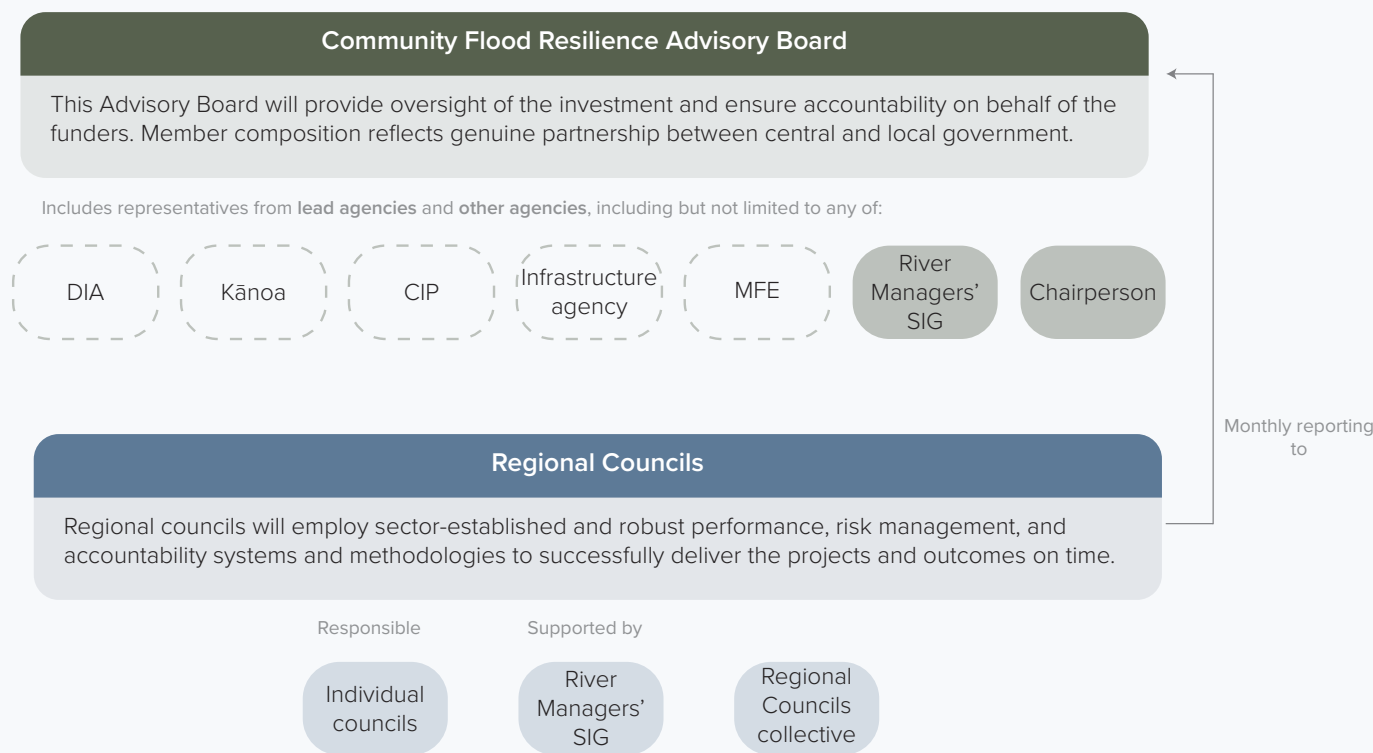 Community Flood Resilience Advisory Board
This Advisory Board will provide oversight of the investment and ensure accountability on behalf of the
funders. Member composition reflects genuine partnership between central and local government.
Includes representatives from lead agencies and other agencies, including but not limited to any of:
DIA
Kānoa
CIP
Infrastructure
agency
MFE
River
Managers’
SIG
Chairperson
Monthly reporting
to
Regional Councils
Regional councils will employ sector-established and robust performance, risk management, and
accountability systems and methodologies to successfully deliver the projects and outcomes on time.
Responsible
Supported by
Individual
councils
River
Managers’
SIG
Regional
Councils
collective